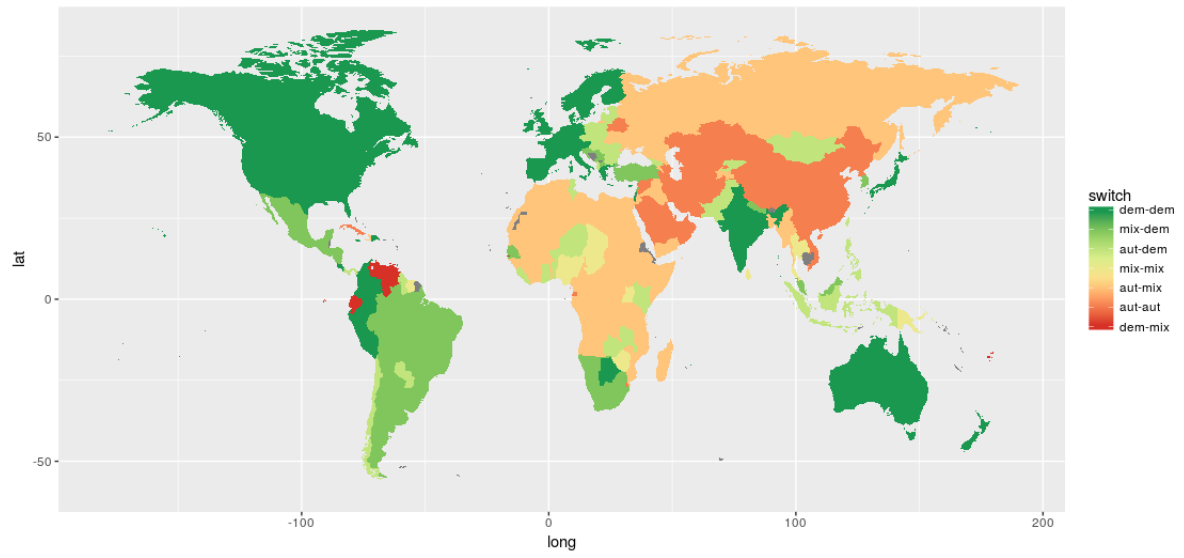 50
0
-50
lat
-100
0
100
200
long
switch
dem-dem
mix-dem
aut-dem
mix-mix
aut-mix
aut-aut
dem-mix